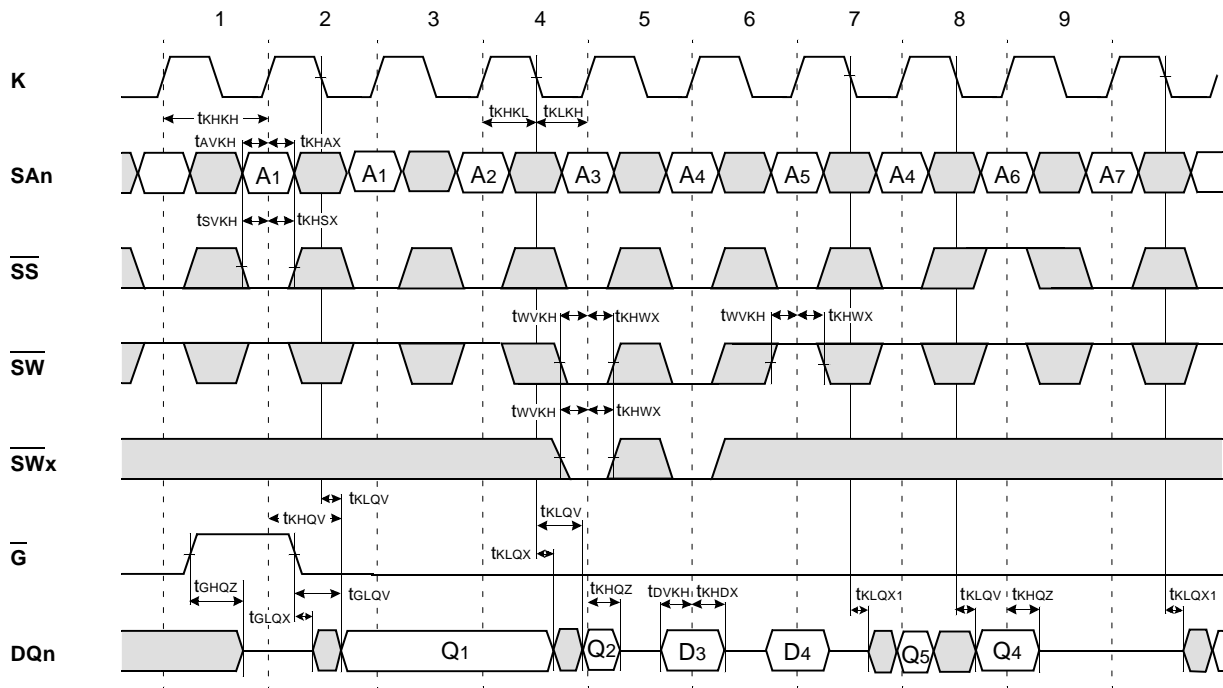 1 2 3 4 5 6 7 8 9
K
tKHKH tKHKL tKLKH
tAVKH tKHAX
SAn A1 A1 A2 A3 A4 A5 A4 A6 A7
tSVKH tKHSX
SS
tWVKH tKHWX tWVKH tKHWX
SW
tWVKH tKHWX
SWx
tKLQV
tKHQV tKLQV
G
tKLQX
tGHQZ tGLQV tKHQZ tDVKH tKHDX tKLQX1 tKLQV tKHQZ tKLQX1
tGLQX
DQn Q1 Q2 D3 D4 Q5 Q4